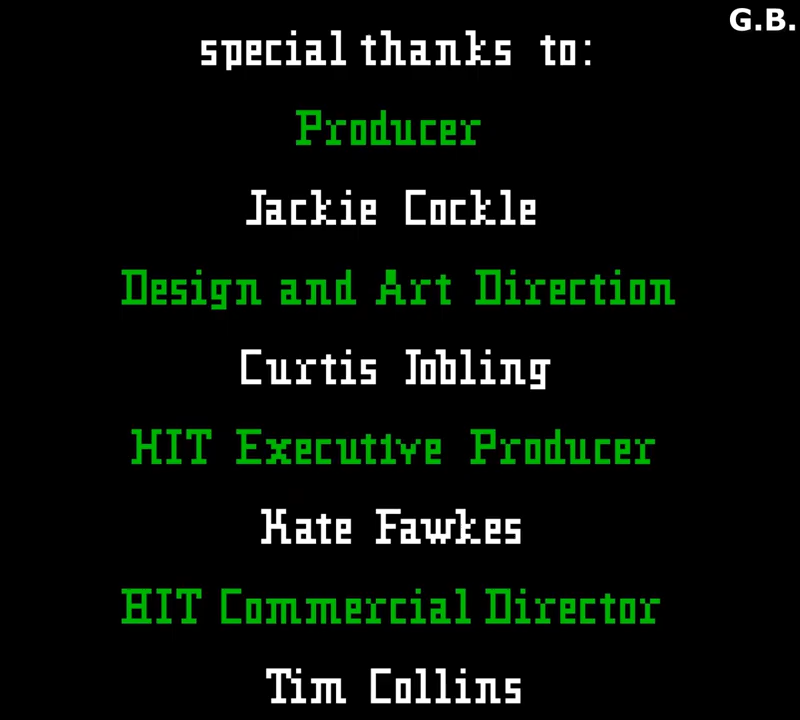 G.B.
special thanks to:
Producer
Jackie Cockle
Design and Art Direction
Curtis Jobling
HIT Executive Producer
Kate Fawkes
HIT Commercial Director
Tim Collins